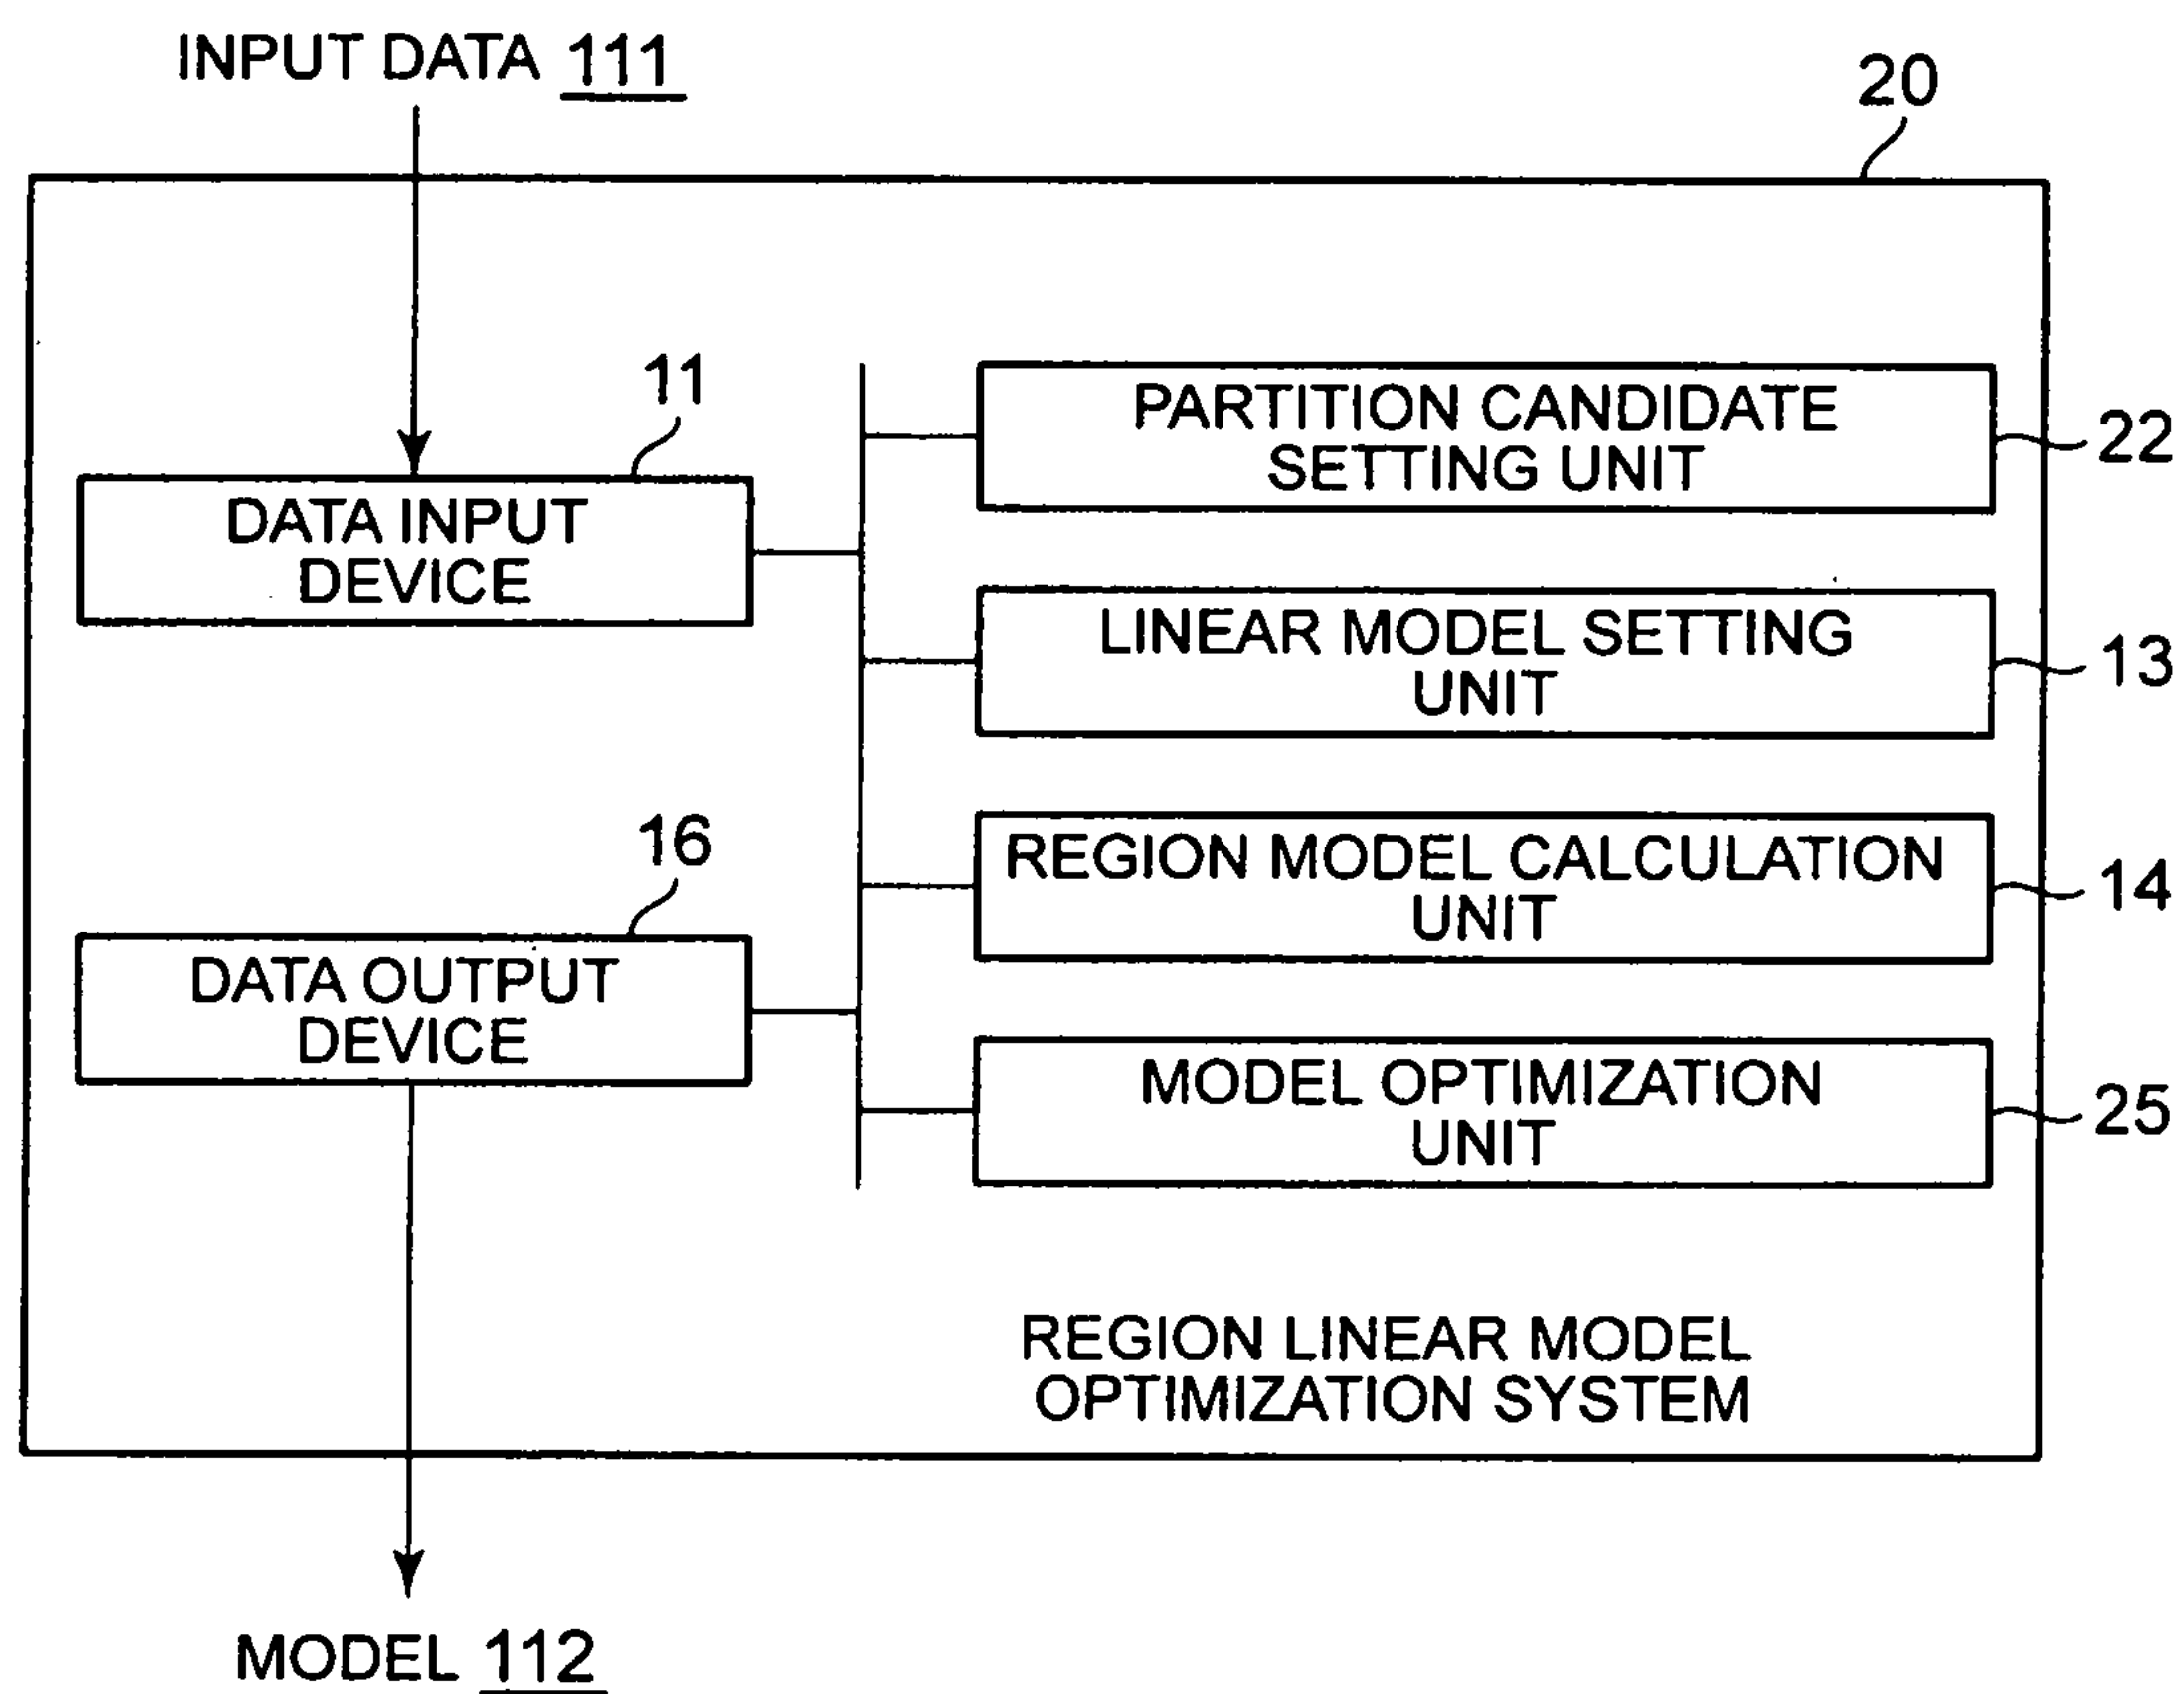 INPUT DATA 111
20
11
DATA INPUT
DEVICE
PARTITION CANDIDATE
SETTING UNIT
22
LINEAR MODEL SETTING
UNIT
13
16
DATA OUTPUT
DEVICE
REGION MODEL CALCULATION
UNIT
14
MODEL OPTIMIZATION
UNIT
25
REGION LINEAR MODEL
OPTIMIZATION SYSTEM
MODEL 112